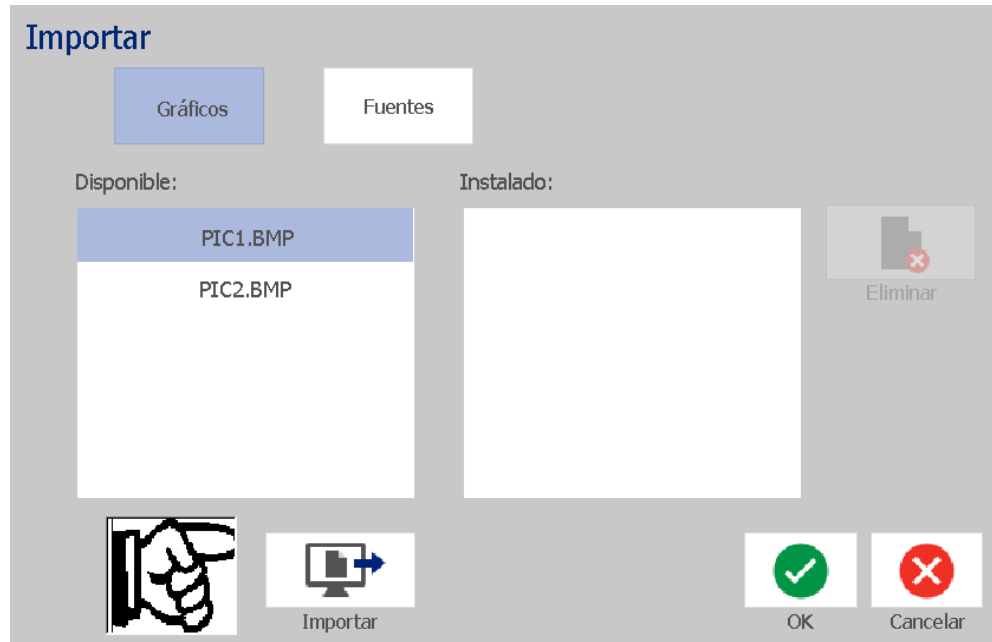 Importar
Gráficos
Fuentes
Disponible:
Instalado:
PIC1.BMP
PIC2.BMP
Eliminar
Importar
OK
Cancelar